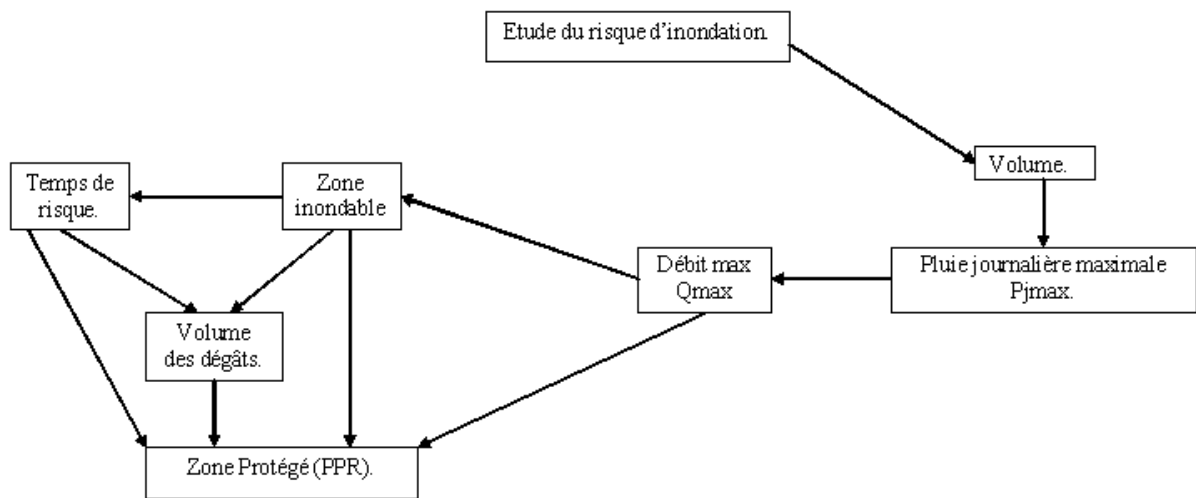 Etude du risque d’inondation.
Volume.
Temps de
risque.
Zone
inondable
Débit max
Qmax
Pluie journalière maximale
Pjmax.
Volume
des dégâts.
Zone Protégé (PPR).